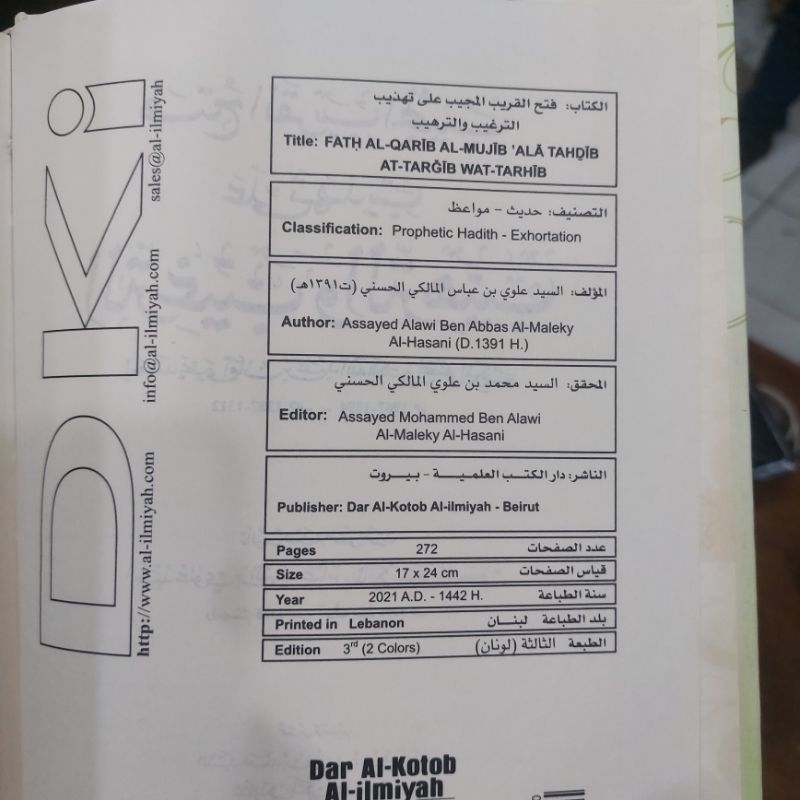 الكتاب: فتح القريب المجيب على تهذيب
الترغيب والترهيب
Title: FATḤ AL-QARĪB AL-MUJĪB 'ALĀ TAHḎĪB
AT-TARĞĪB WAT-TARHĪB
التصنيف: حديث - مواعظ
Classification: Prophetic Hadith - Exhortation
المؤلف: السيد علوي بن عباس المالكي الحسني (ت١٣٩١هـ)
Author: Assayed Alawi Ben Abbas Al-Maleky
Al-Hasani (D.1391 H.)
المحقق: السيد محمد بن علوي المالكي الحسني
Editor: Assayed Mohammed Ben Alawi
Al-Maleky Al-Hasani
الناشر: دار الكتب العلميـــة - بيـروت
Publisher: Dar Al-Kotob Al-ilmiyah - Beirut
Pages 272 عدد الصفحات
Size 17 x 24 cm قياس الصفحات
Year 2021 A.D. - 1442 H. سنة الطباعة
Printed in Lebanon بلد الطباعة لبنـان
Edition 3rd (2 Colors) الطبعة الثالثة (لونان)
DKi
sales@al-ilmiyah.com
info@al-ilmiyah.com
http://www.al-ilmiyah.com
Dar Al-Kotob
Al-ilmiyah